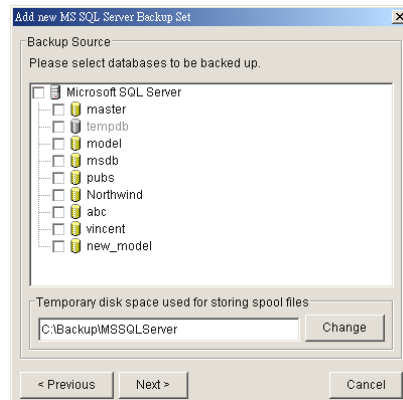 Add new MS SQL Server Backup Set
Backup Source
Please select databases to be backed up.
Microsoft SQL Server
master
tempdb
model
msdb
pubs
Northwind
abc
vincent
new_model
Temporary disk space used for storing spool files
C:\Backup\MSSQLServer
Change
< Previous
Next >
Cancel